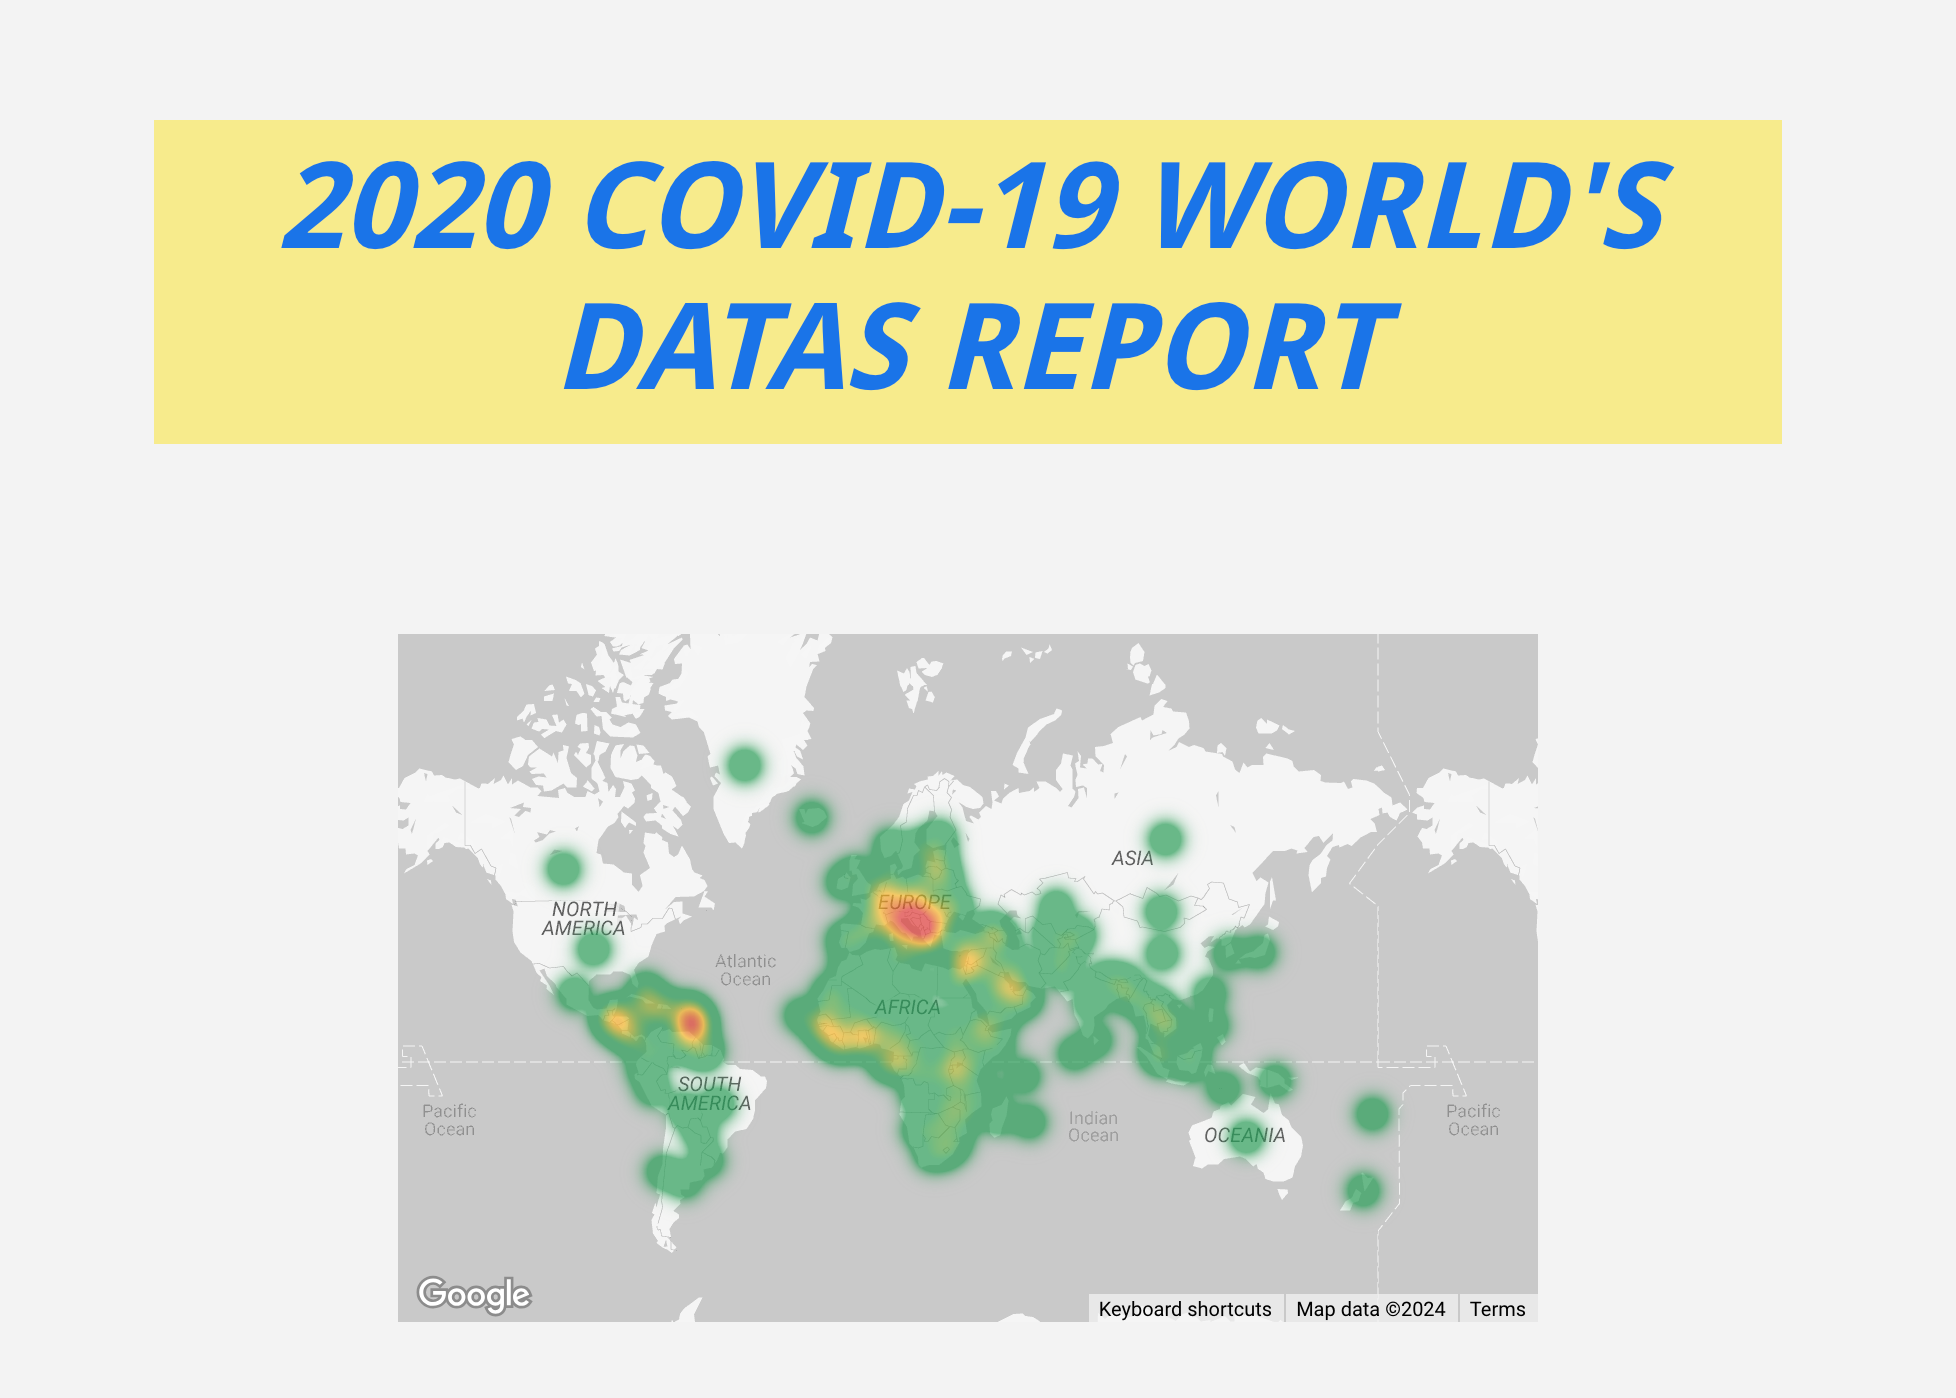 2020 COVID-19 WORLD'S
DATAS REPORT
ASIA
EUROPE
NORTH
AMERICA
Atlantic
Ocean
AFRICA
SOUTH
AMERICA
Pacific
Ocean
Indian
Ocean
OCEANIA
Pacific
Ocean
Google
Keyboard shortcuts
Map data ©2024
Terms